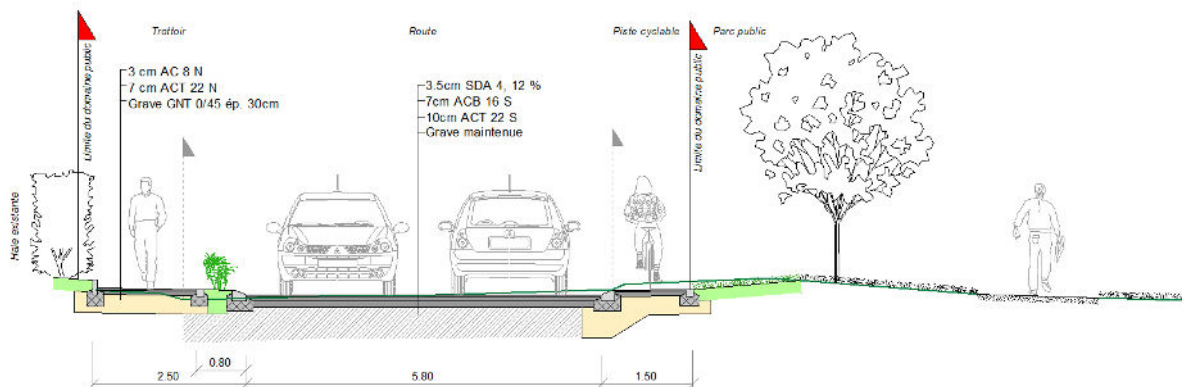 Trottoir
Route
Piste cyclable
Parc public
Limite du domaine public
3 cm AC 8 N
7 cm ACT 22 N
Grave GNT 0/45 ép. 30cm
3.5cm SDA 4, 12 %
7cm ACB 16 S
10cm ACT 22 S
Grave maintenue
Limite du domaine public
Haie existante
0.80
2.50
5.80
1.50